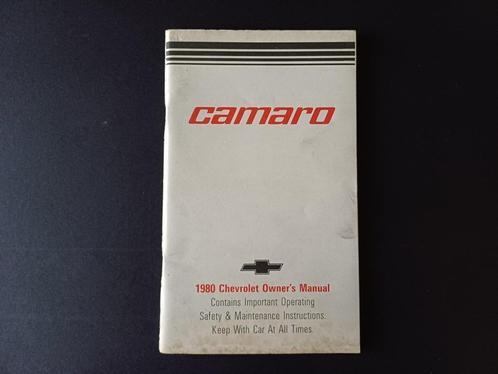 camaro
1980 Chevrolet Owner's Manual
Contains Important Operating
Safety & Maintenance Instructions.
Keep With Car At All Times.